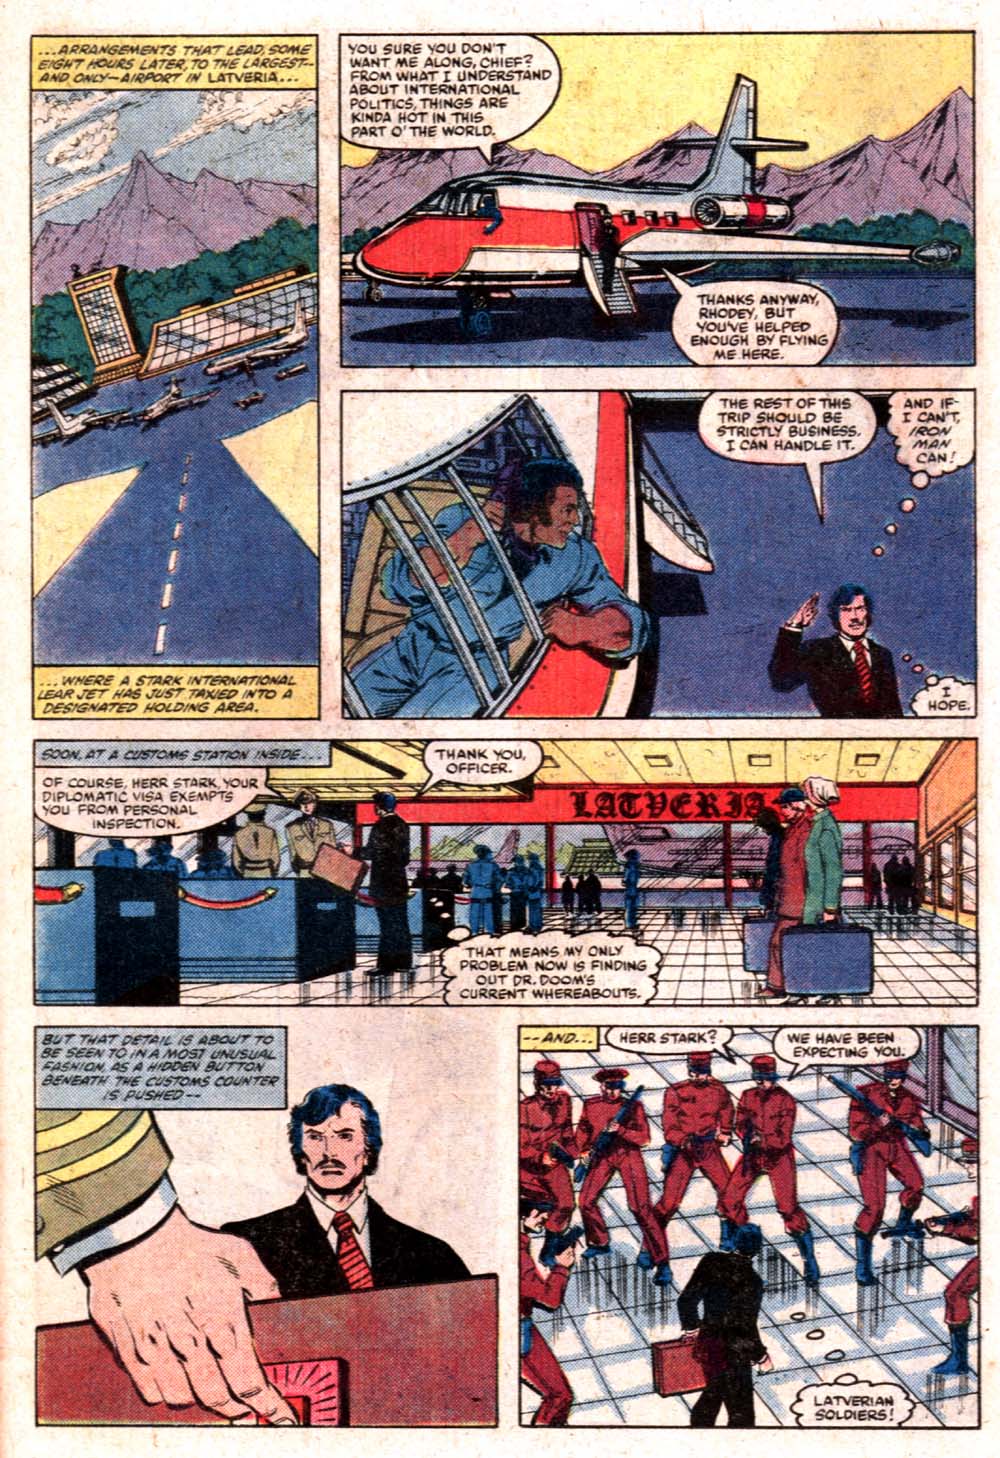 ...ARRANGEMENTS THAT LEAD, SOME
EIGHT HOURS LATER, TO THE LARGEST--
AND ONLY--AIRPORT IN LATVERIA...
...WHERE A STARK INTERNATIONAL
LEAR JET HAS JUST TAXIED INTO A
DESIGNATED HOLDING AREA.
YOU SURE YOU DON'T
WANT ME ALONG, CHIEF?
FROM WHAT I UNDERSTAND
ABOUT INTERNATIONAL
POLITICS, THINGS ARE
KINDA HOT IN THIS
PART O' THE WORLD.
THANKS ANYWAY,
RHODEY, BUT
YOU'VE HELPED
ENOUGH BY FLYING
ME HERE.
THE REST OF THIS
TRIP SHOULD BE
STRICTLY BUSINESS.
I CAN HANDLE IT.
AND IF
I CAN'T,
IRON
MAN
CAN!
I
HOPE.
SOON, AT A CUSTOMS STATION INSIDE...
OF COURSE, HERR STARK, YOUR
DIPLOMATIC VISA EXEMPTS
YOU FROM PERSONAL
INSPECTION.
THANK YOU,
OFFICER.
LATVERIA
THAT MEANS MY ONLY
PROBLEM NOW IS FINDING
OUT DR. DOOM'S
CURRENT WHEREABOUTS.
BUT THAT DETAIL IS ABOUT TO
BE SEEN TO IN A MOST UNUSUAL
FASHION, AS A HIDDEN BUTTON
BENEATH THE CUSTOMS COUNTER
IS PUSHED--
--AND...
HERR STARK?
WE HAVE BEEN
EXPECTING YOU.
LATVERIAN
SOLDIERS!